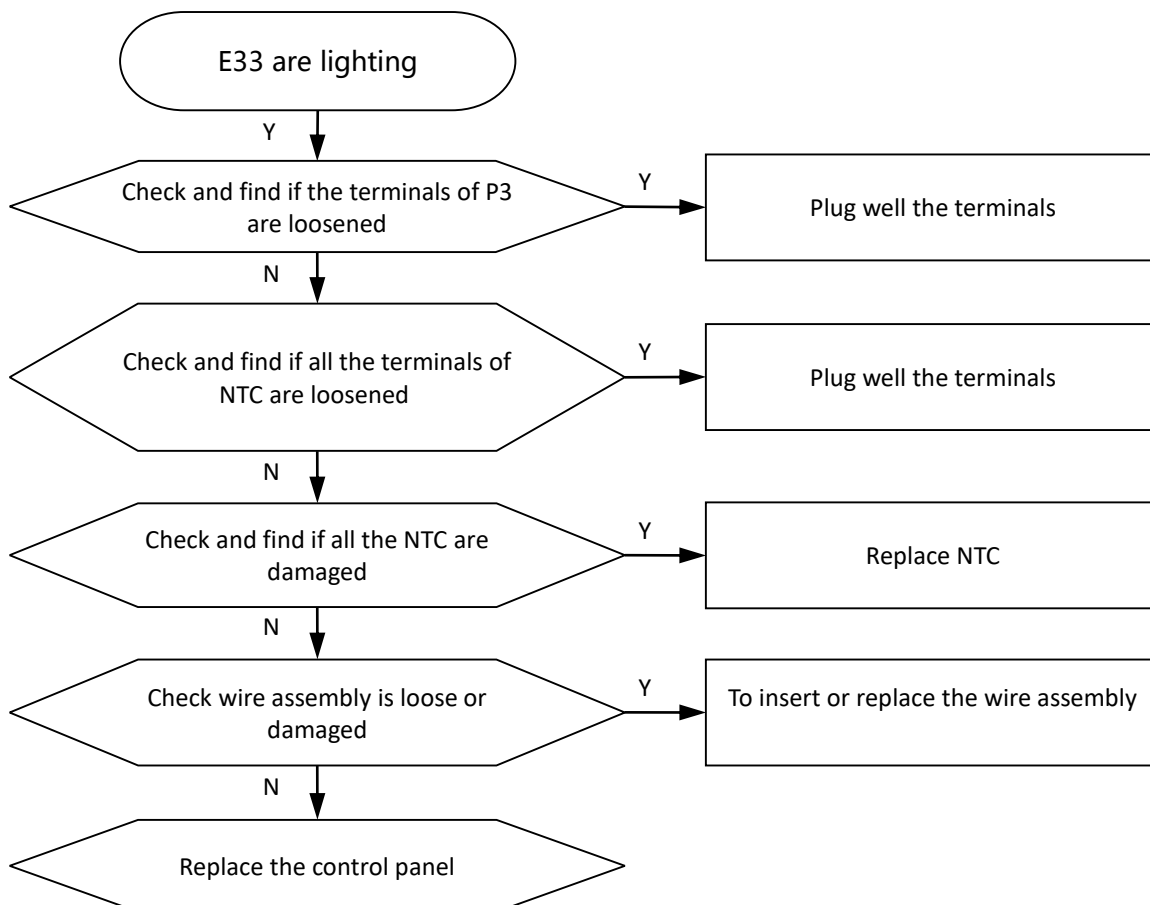 E33 are lighting
Y
Check and find if the terminals of P3
are loosened
Y
Plug well the terminals
N
Check and find if all the terminals of
NTC are loosened
Y
Plug well the terminals
N
Check and find if all the NTC are
damaged
Y
Replace NTC
N
Check wire assembly is loose or
damaged
Y
To insert or replace the wire assembly
N
Replace the control panel